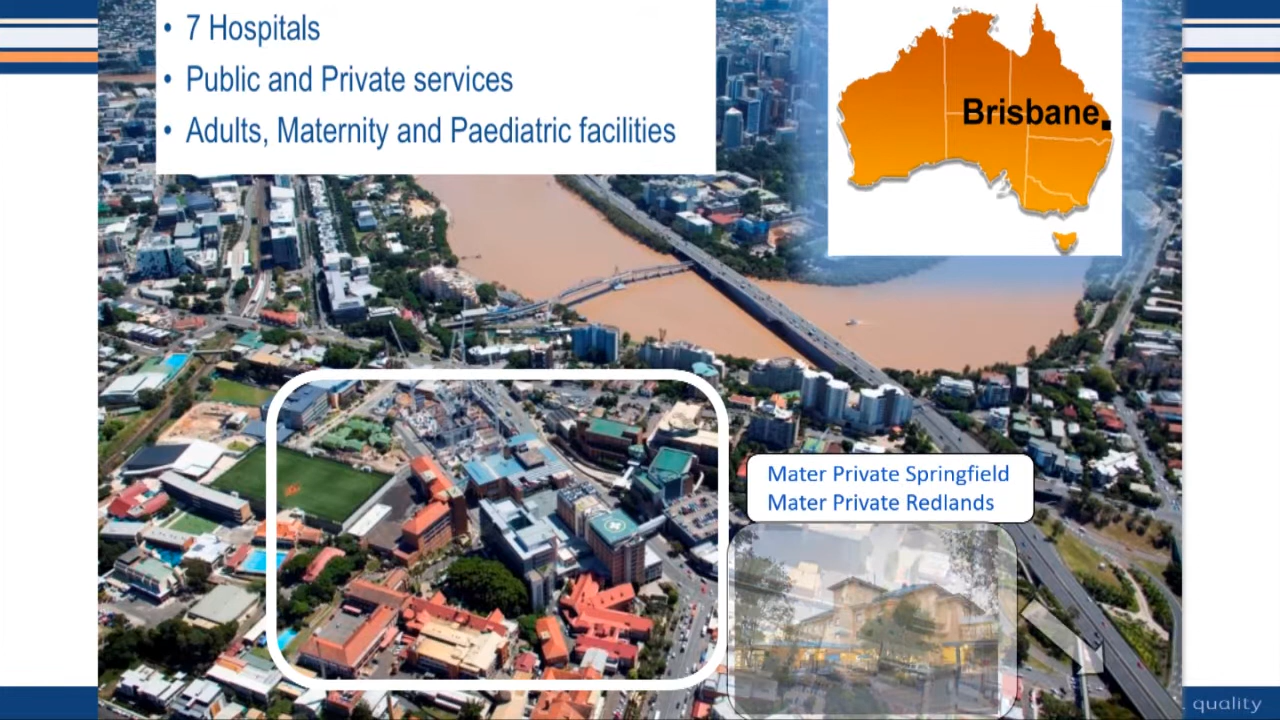 • 7 Hospitals
• Public and Private services
• Adults, Maternity and Paediatric facilities
Brisbane
Mater Private Springfield
Mater Private Redlands
quality